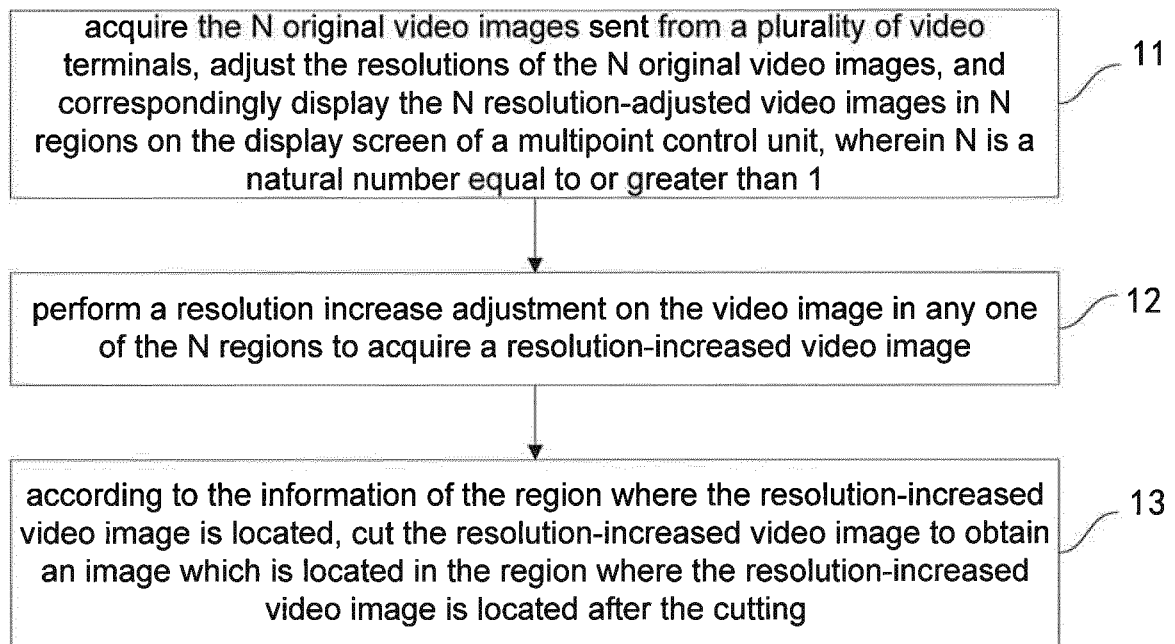 acquire the N original video images sent from a plurality of video
terminals, adjust the resolutions of the N original video images, and
correspondingly display the N resolution-adjusted video images in N
regions on the display screen of a multipoint control unit, wherein N is a
natural number equal to or greater than 1
11
perform a resolution increase adjustment on the video image in any one
of the N regions to acquire a resolution-increased video image
12
according to the information of the region where the resolution-increased
video image is located, cut the resolution-increased video image to obtain
an image which is located in the region where the resolution-increased
video image is located after the cutting
13